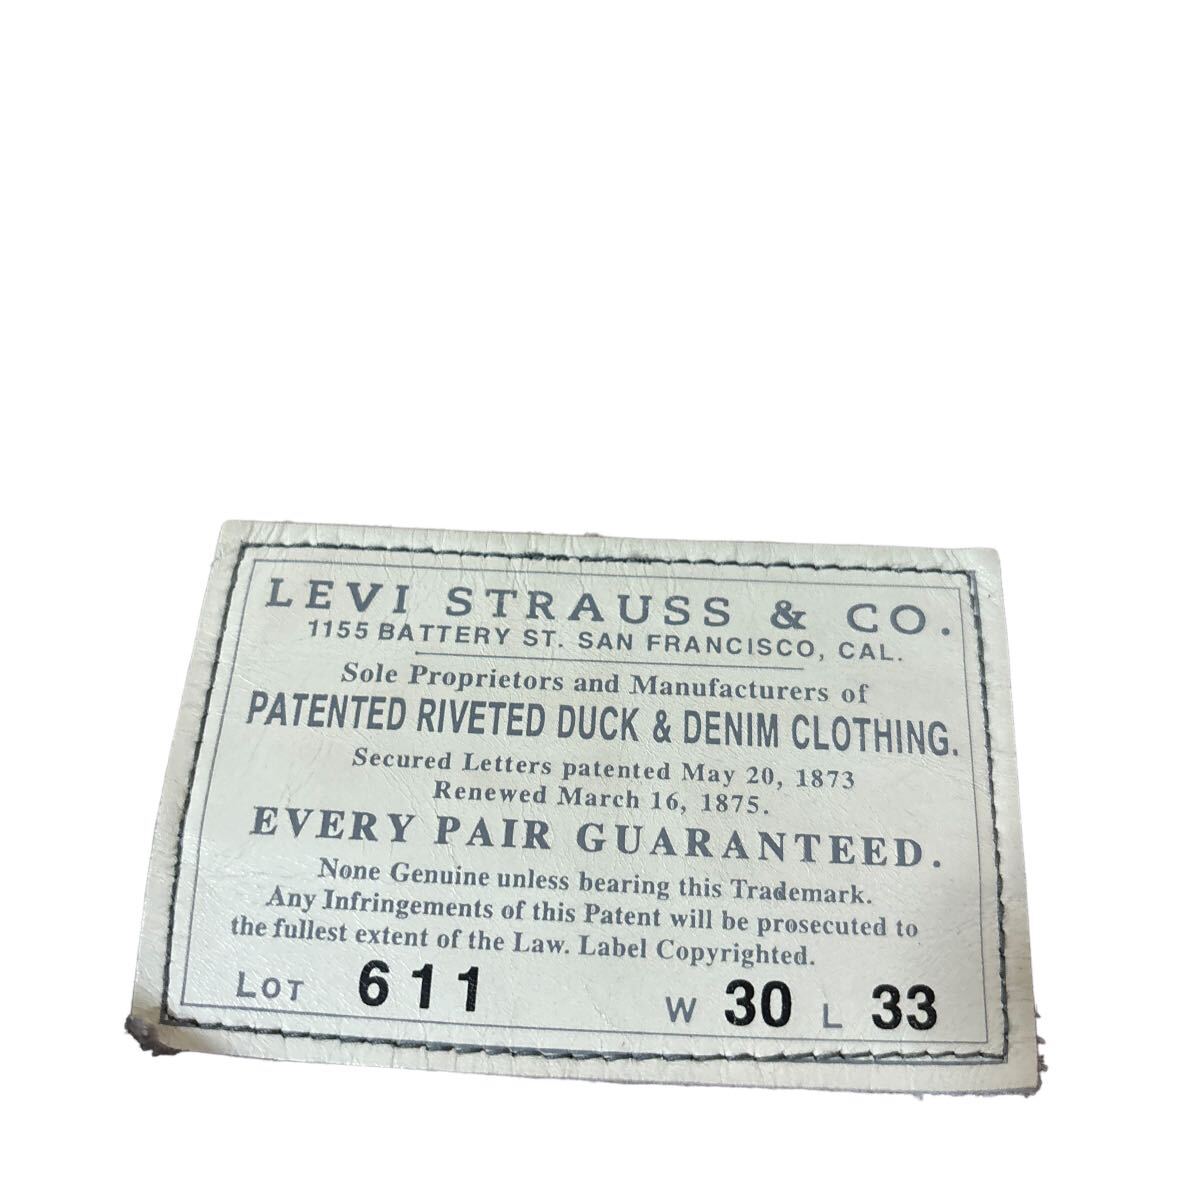 LEVI STRAUSS & CO.
1155 BATTERY ST. SAN FRANCISCO, CAL.
Sole Proprietors and Manufacturers of
PATENTED RIVETED DUCK & DENIM CLOTHING.
Secured Letters patented May 20, 1873
Renewed March 16, 1875.
EVERY PAIR GUARANTEED.
None Genuine unless bearing this Trademark.
Any Infringements of this Patent will be prosecuted to
the fullest extent of the Law. Label Copyrighted.
LOT 611 W 30 L 33